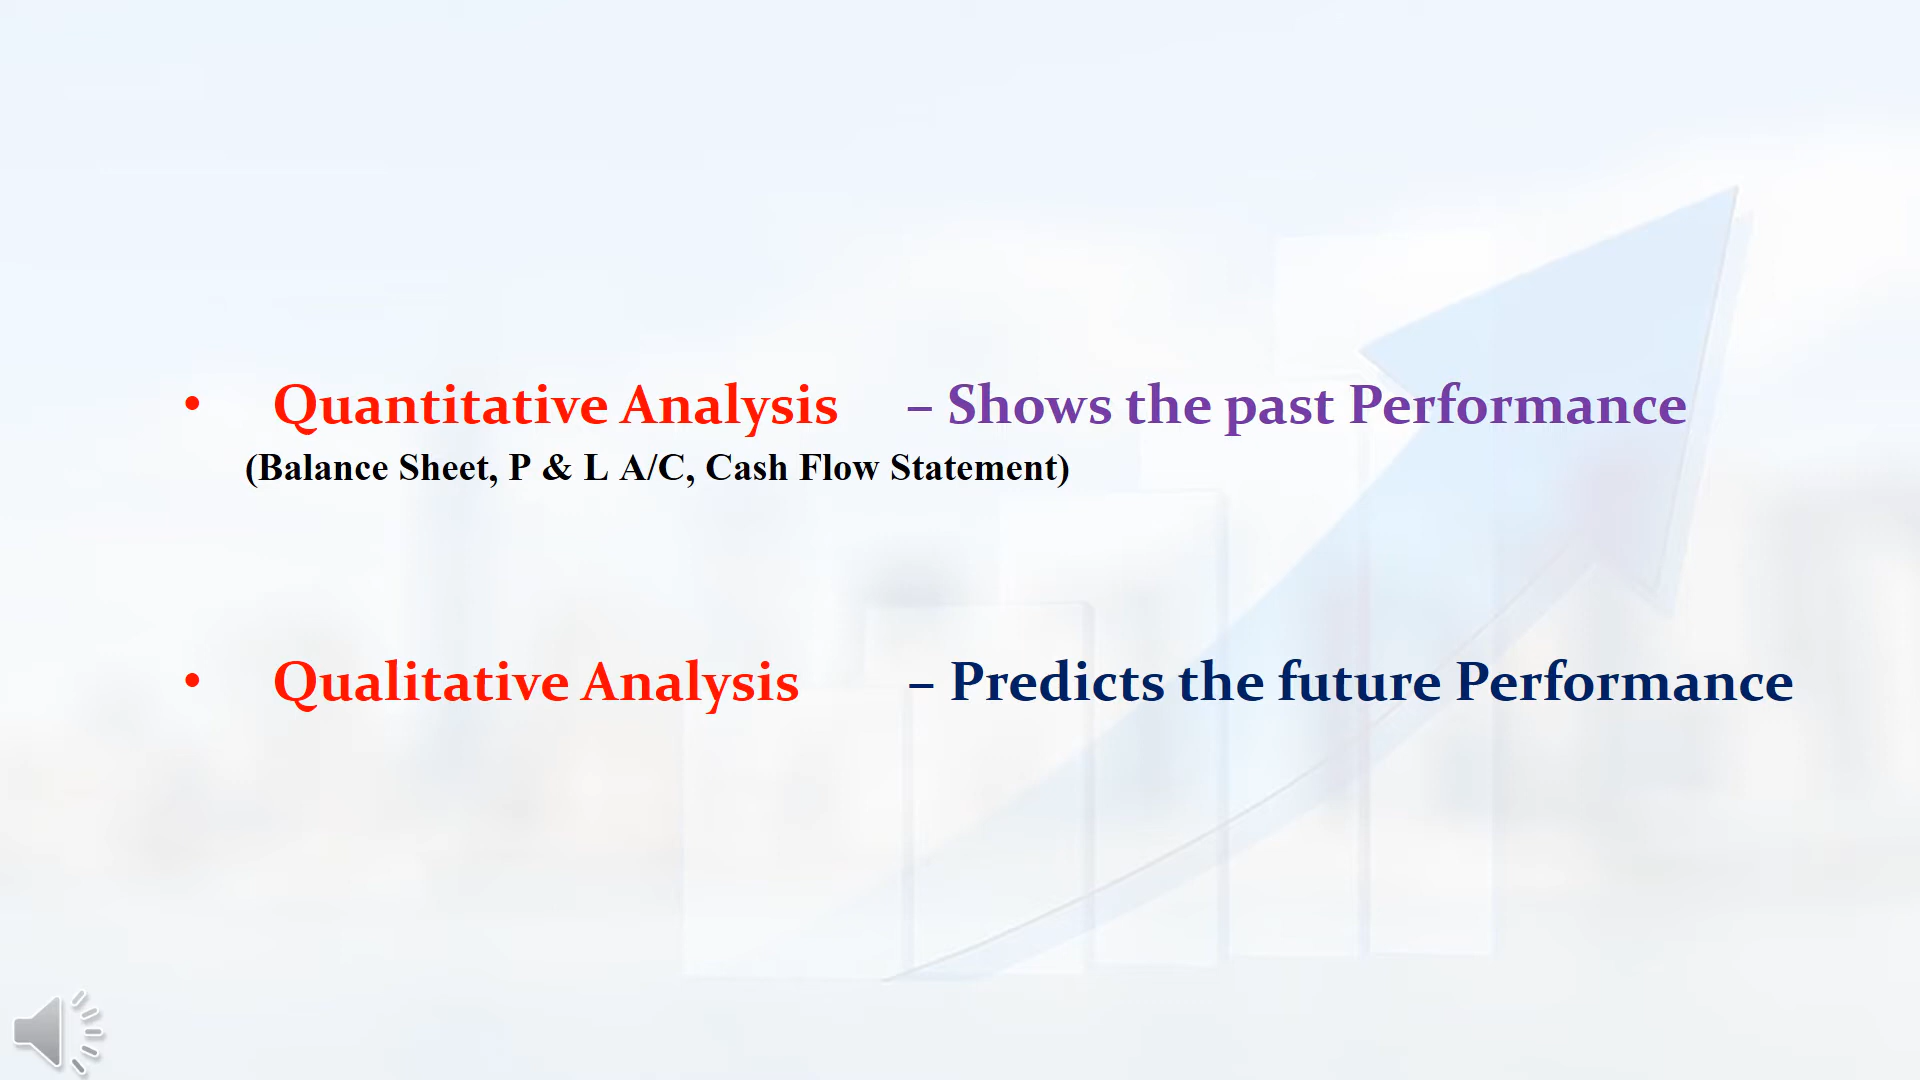 • Quantitative Analysis – Shows the past Performance
(Balance Sheet, P & L A/C, Cash Flow Statement)
• Qualitative Analysis – Predicts the future Performance